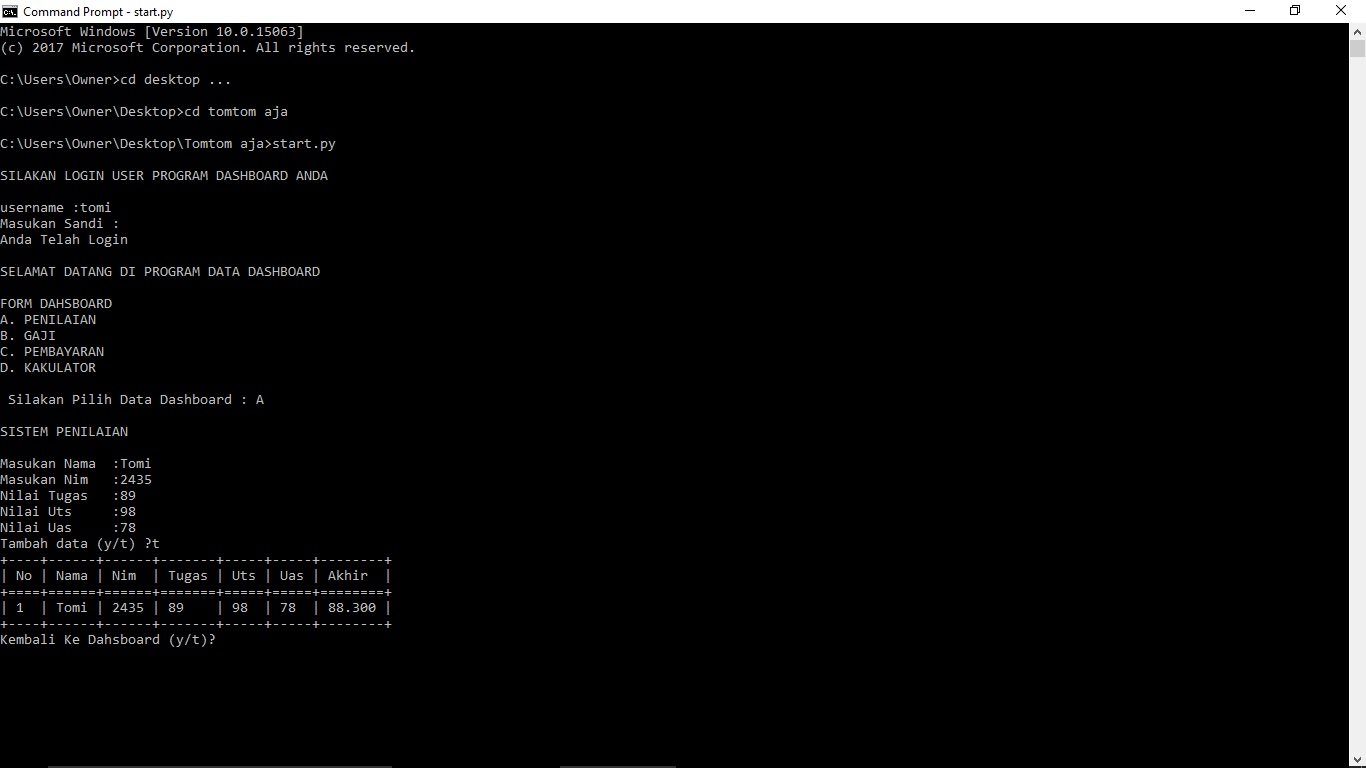 Command Prompt - start.py
Microsoft Windows [Version 10.0.15063]
(c) 2017 Microsoft Corporation. All rights reserved.
C:\Users\Owner>cd desktop ...
C:\Users\Owner\Desktop>cd tomtom aja
C:\Users\Owner\Desktop\Tomtom aja>start.py
SILAKAN LOGIN USER PROGRAM DASHBOARD ANDA
username :tomi
Masukan Sandi :
Anda Telah Login
SELAMAT DATANG DI PROGRAM DATA DASHBOARD
FORM DAHSBOARD
A. PENILAIAN
B. GAJI
C. PEMBAYARAN
D. KAKULATOR
Silakan Pilih Data Dashboard : A
SISTEM PENILAIAN
Masukan Nama  :Tomi
Masukan Nim   :2435
Nilai Tugas   :89
Nilai Uts     :98
Nilai Uas     :78
Tambah data (y/t) ?t
+----+------+------+-------+-----+-----+--------+
| No | Nama | Nim  | Tugas | Uts | Uas | Akhir  |
+====+======+======+=======+=====+=====+========+
| 1  | Tomi | 2435 | 89    | 98  | 78  | 88.300 |
+----+------+------+-------+-----+-----+--------+
Kembali Ke Dahsboard (y/t)?